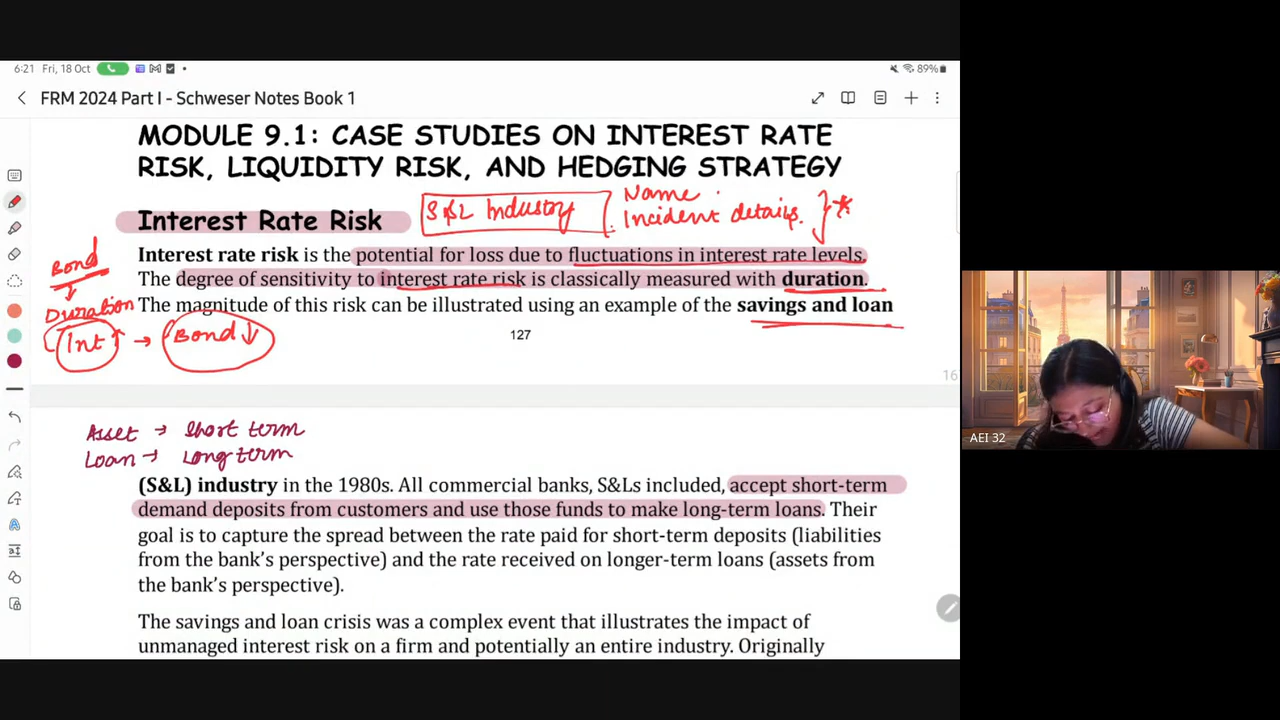 6:21 Fri, 18 Oct 89%
FRM 2024 Part I - Schweser Notes Book 1
MODULE 9.1: CASE STUDIES ON INTEREST RATE
RISK, LIQUIDITY RISK, AND HEDGING STRATEGY
Interest Rate Risk
S&L Industry
Name
Incident details.
Interest rate risk is the potential for loss due to fluctuations in interest rate levels.
The degree of sensitivity to interest rate risk is classically measured with duration.
The magnitude of this risk can be illustrated using an example of the savings and loan
Bond
↓
Duration
Int ↑ → Bond ↓
127
16
Asset → Short term
Loan → Long term
(S&L) industry in the 1980s. All commercial banks, S&Ls included, accept short-term
demand deposits from customers and use those funds to make long-term loans. Their
goal is to capture the spread between the rate paid for short-term deposits (liabilities
from the bank's perspective) and the rate received on longer-term loans (assets from
the bank's perspective).
The savings and loan crisis was a complex event that illustrates the impact of
unmanaged interest risk on a firm and potentially an entire industry. Originally
AEI 32